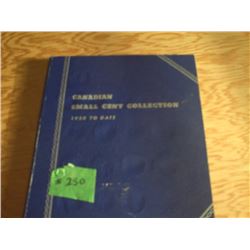 CANADIAN
SMALL CENT COLLECTION
1920 TO DATE
# 250